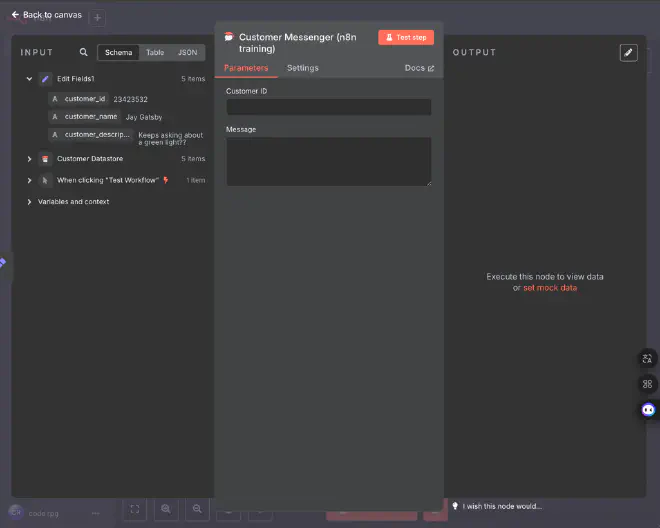 Back to canvas
INPUT
Schema
Table
JSON
Edit Fields1
5 items
A customer_id 23423532
A customer_name Jay Gatsby
A customer_descrip... Keeps asking about
a green light??
Customer Datastore
5 items
When clicking "Test Workflow"
1 item
Variables and context
Customer Messenger (n8n
training)
Test step
Parameters
Settings
Docs
Customer ID
Message
OUTPUT
Execute this node to view data
or set mock data
I wish this node would...
code rpg